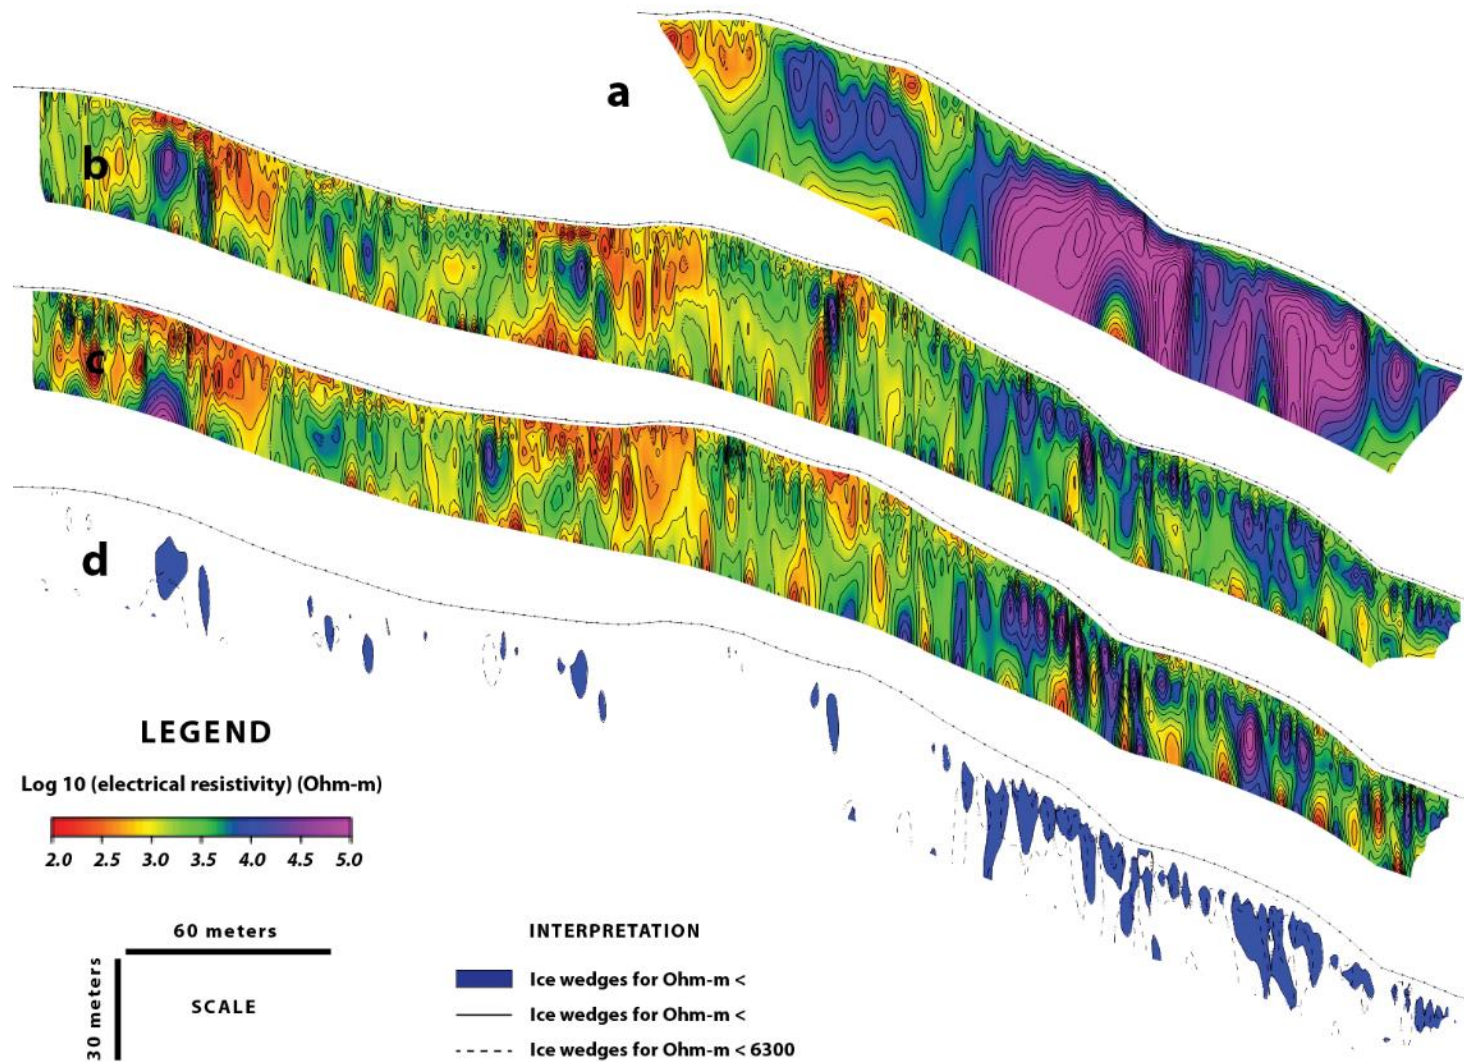 a
b
c
d
LEGEND
Log 10 (electrical resistivity) (Ohm-m)
2.0 2.5 3.0 3.5 4.0 4.5 5.0
60 meters
30 meters
SCALE
INTERPRETATION
Ice wedges for Ohm-m <
Ice wedges for Ohm-m <
Ice wedges for Ohm-m < 6300